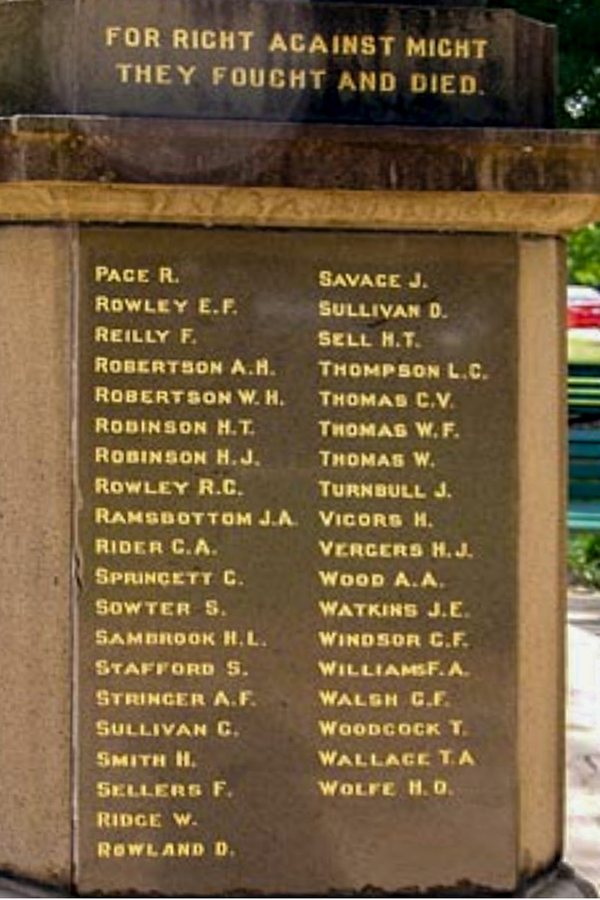 FOR RIGHT AGAINST MIGHT
THEY FOUGHT AND DIED.
PAGE R.
ROWLEY E.F.
REILLY F.
ROBERTSON A.H.
ROBERTSON W.H.
ROBINSON H.T.
ROBINSON H.J.
ROWLEY R.C.
RAMSBOTTOM J.A.
RIDER C.A.
SPRINGETT C.
SOWTER S.
SAMBROOK H.L.
STAFFORD S.
STRINGER A.F.
SULLIVAN C.
SMITH H.
SELLERS F.
RIDGE W.
ROWLAND D.
SAVAGE J.
SULLIVAN D.
SELL H.T.
THOMPSON L.C.
THOMAS C.V.
THOMAS W.F.
THOMAS W.
TURNBULL J.
VIGORS H.
VERGERS H.J.
WOOD A.A.
WATKINS J.E.
WINDSOR C.F.
WILLIAMS F.A.
WALSH G.F.
WOODCOCK T.
WALLACE T.A
WOLFE H.O.